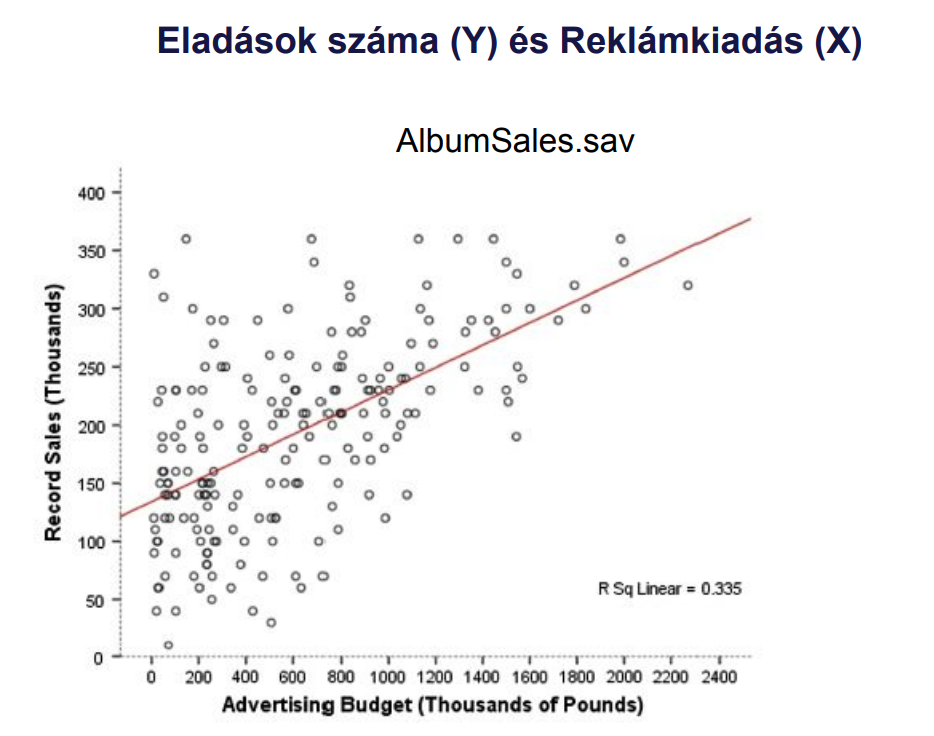 Eladások száma (Y) és Reklámkiadás (X)
AlbumSales.sav
400
350
300
250
200
150
100
50
0
Record Sales (Thousands)
R Sq Linear = 0.335
0 200 400 600 800 1000 1200 1400 1600 1800 2000 2200 2400
Advertising Budget (Thousands of Pounds)